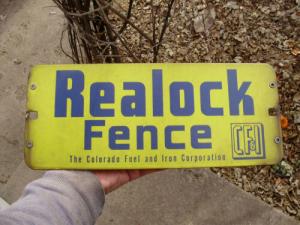 Realock
Fence
CF&I
The Colorado Fuel and Iron Corporation